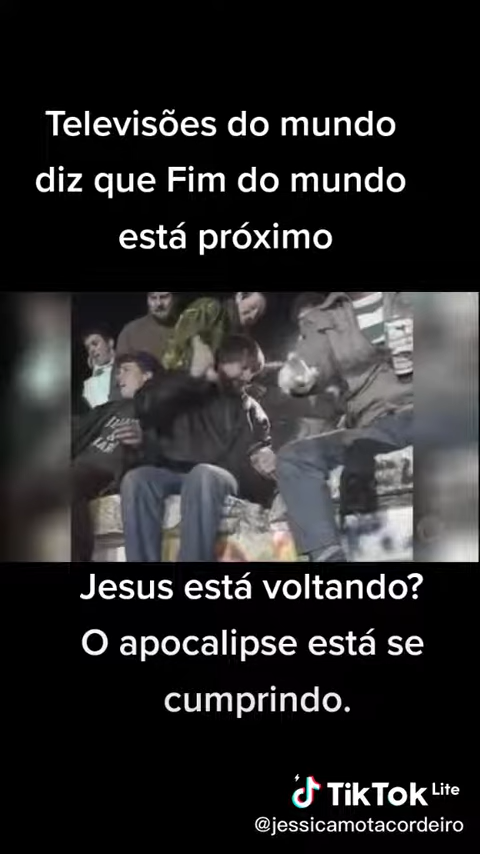 Televisões do mundo
diz que Fim do mundo
está próximo
Jesus está voltando?
O apocalipse está se
cumprindo.
TikTok Lite
@jessicamotacordeiro